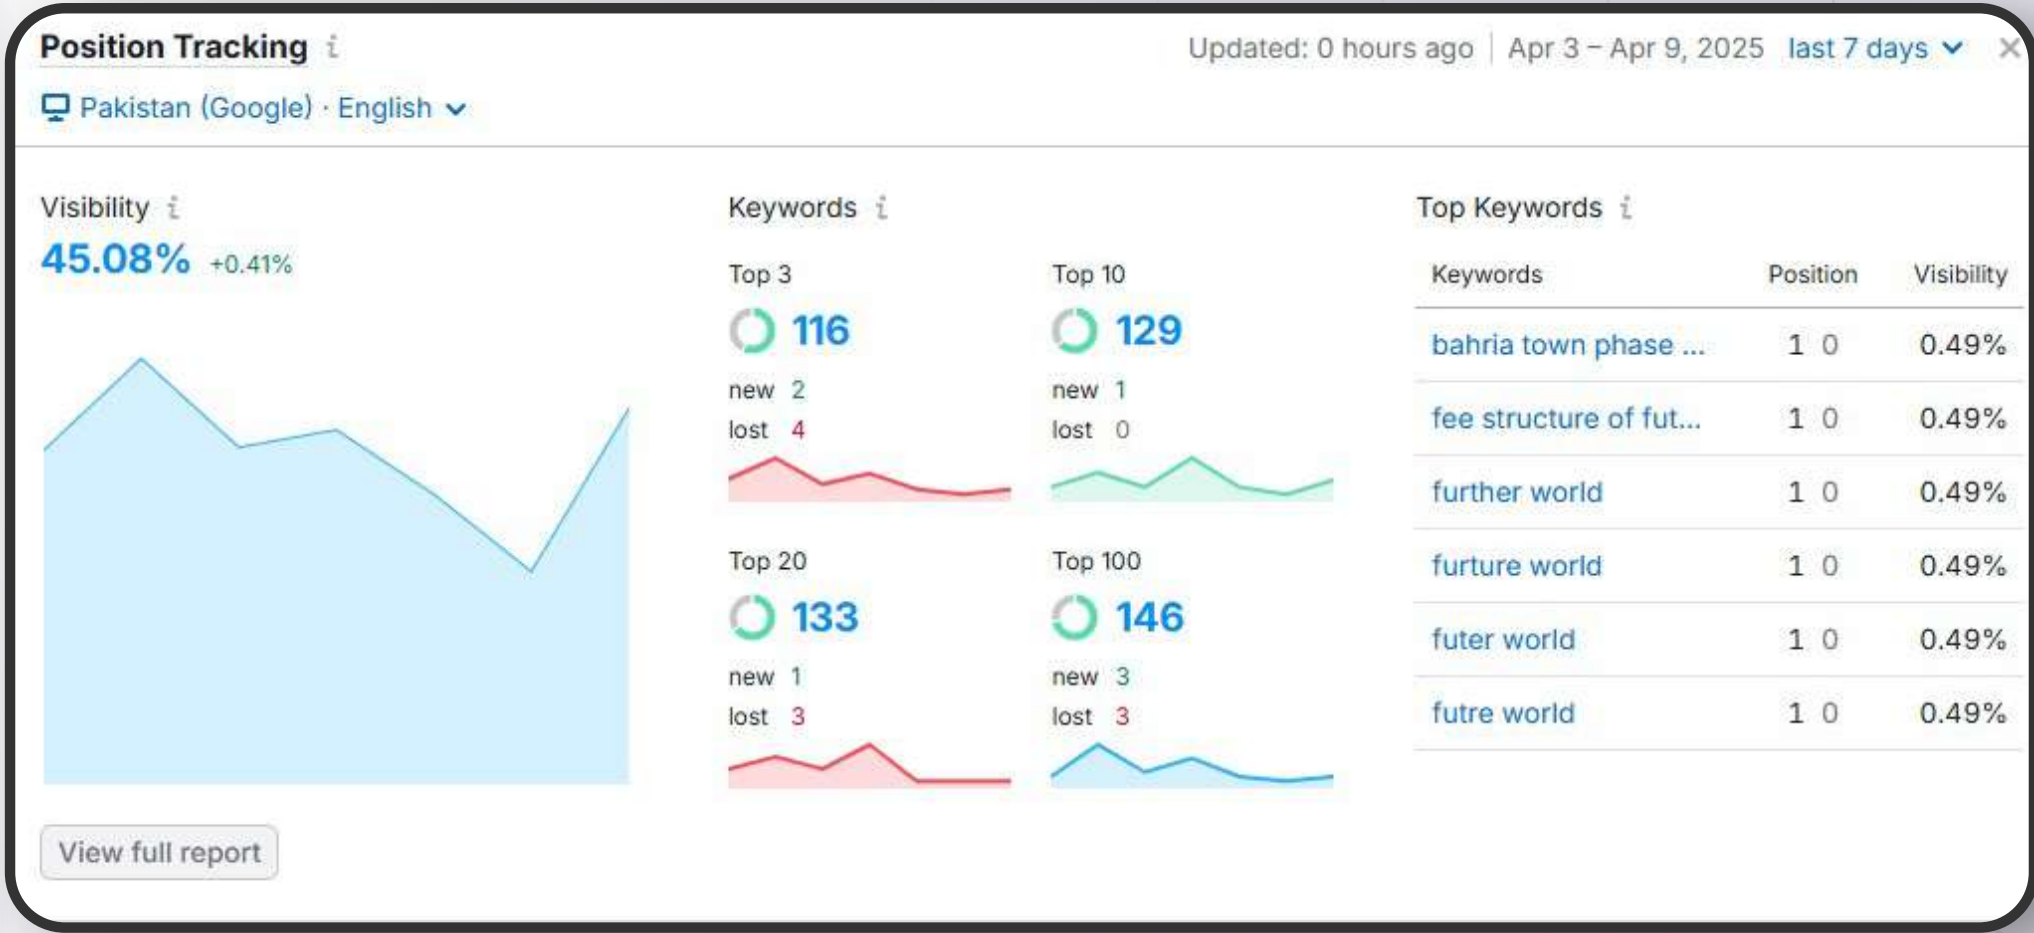 Position Tracking i
Updated: 0 hours ago Apr 3 – Apr 9, 2025 last 7 days
Pakistan (Google) · English
Visibility i
45.08% +0.41%
View full report
Keywords i
Top 3
116
new 2
lost 4
Top 10
129
new 1
lost 0
Top 20
133
new 1
lost 3
Top 100
146
new 3
lost 3
Top Keywords i
Keywords Position Visibility
bahria town phase ... 1 0 0.49%
fee structure of fut... 1 0 0.49%
further world 1 0 0.49%
furture world 1 0 0.49%
futer world 1 0 0.49%
futre world 1 0 0.49%